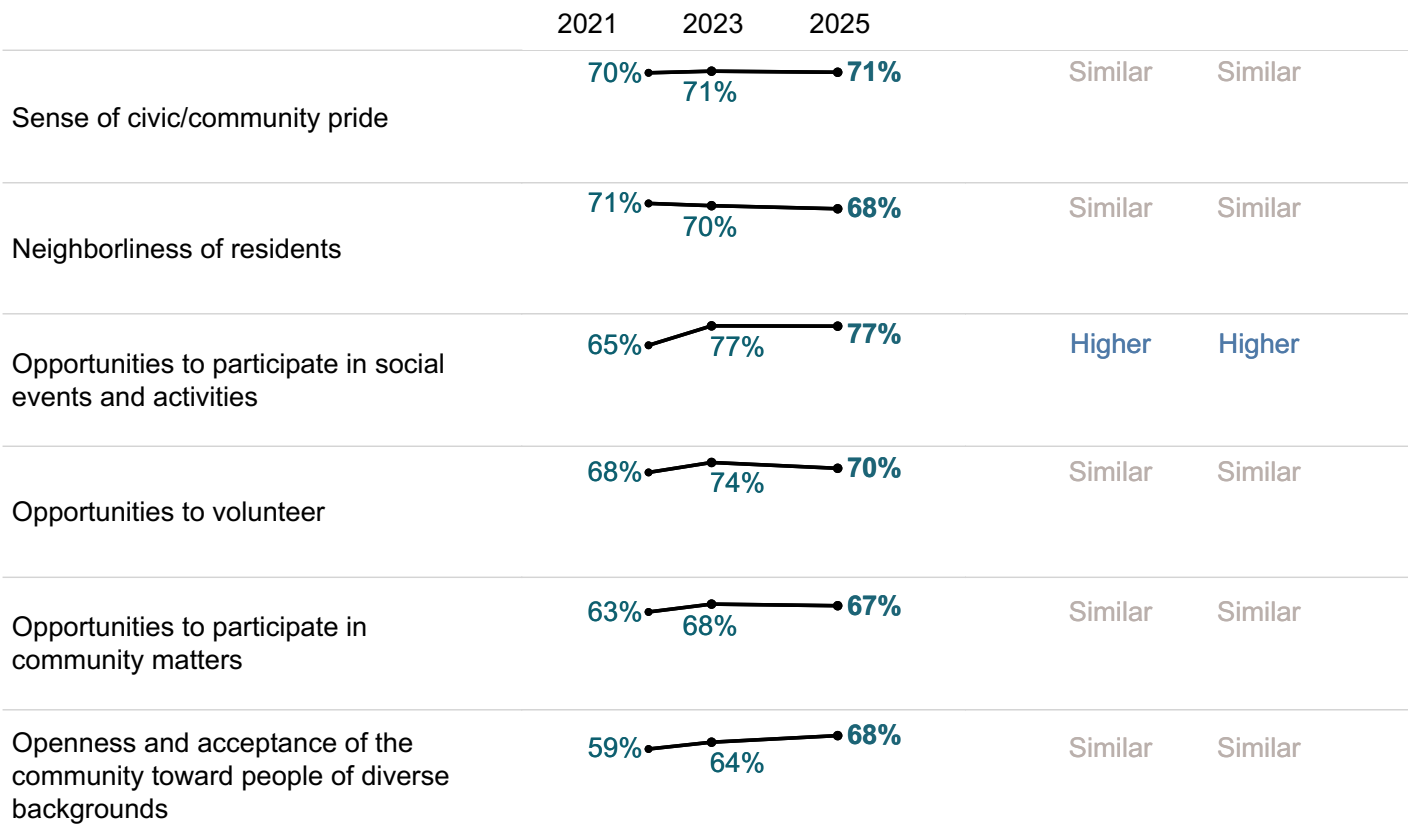 2021 2023 2025
70% 71% Similar Similar
71%
Sense of civic/community pride
71% 68% Similar Similar
70%
Neighborliness of residents
65% 77% 77% Higher Higher
Opportunities to participate in social
events and activities
68% 70% Similar Similar
74%
Opportunities to volunteer
63% 67% Similar Similar
68%
Opportunities to participate in
community matters
59% 68% Similar Similar
64%
Openness and acceptance of the
community toward people of diverse
backgrounds